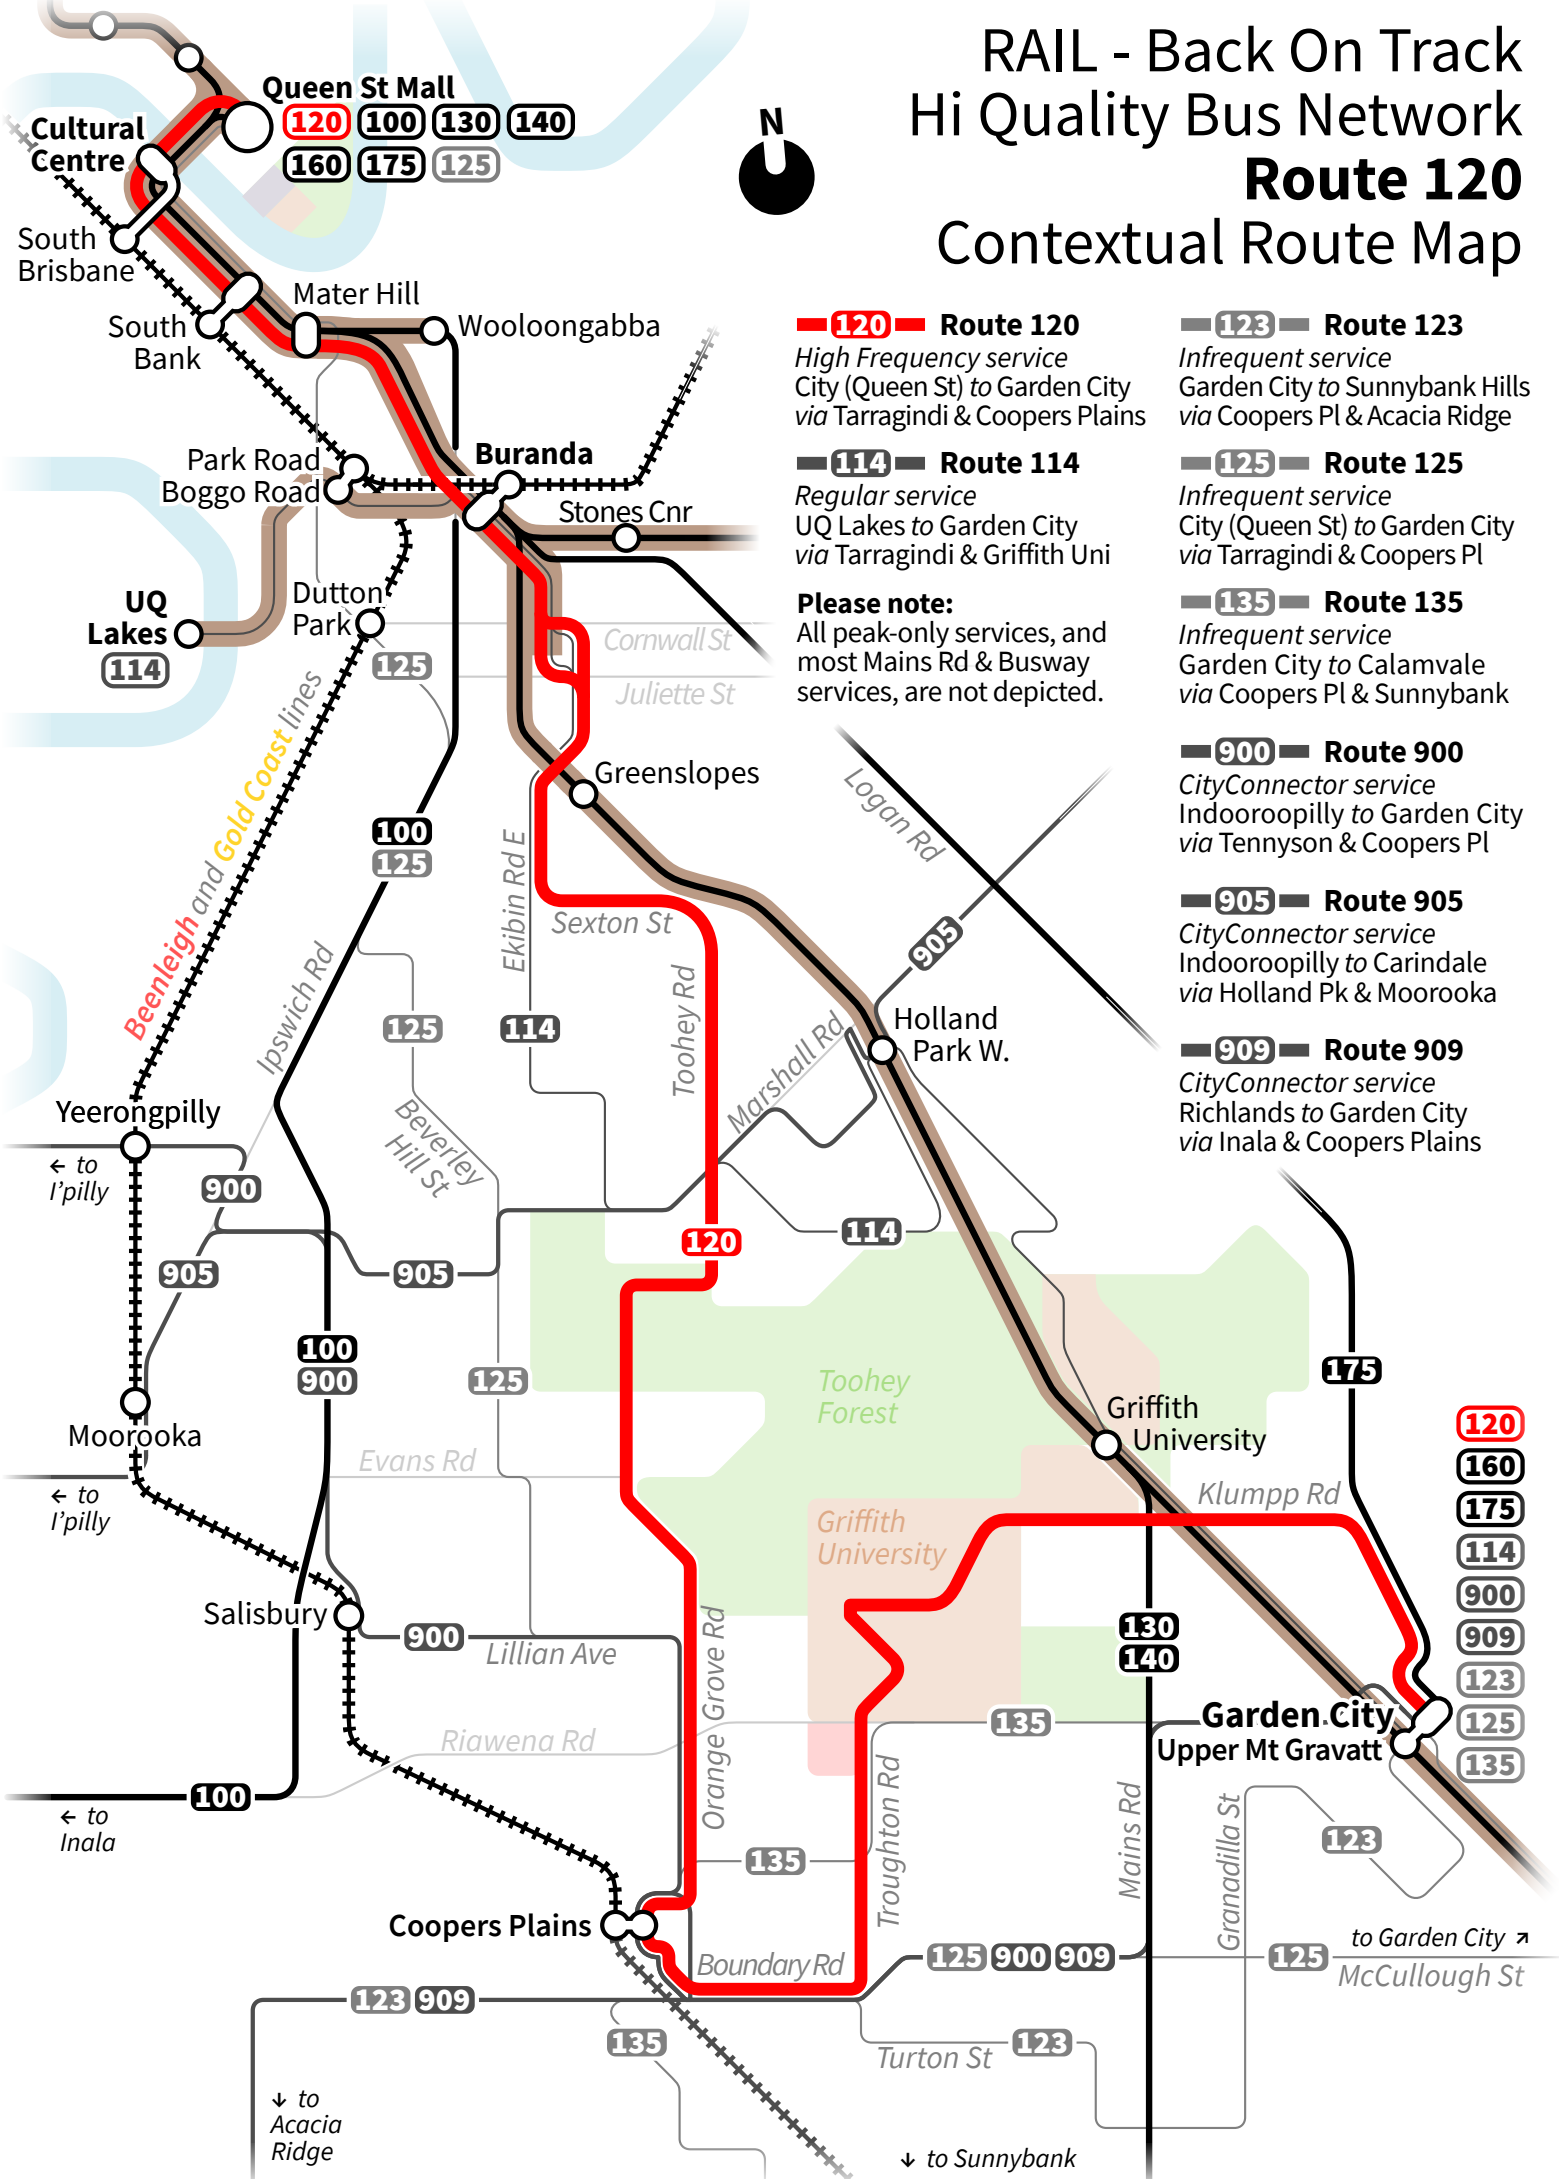 RAIL - Back On Track
Hi Quality Bus Network
Route 120
Contextual Route Map
N
Queen St Mall
120 100 130 140
160 175 125
Cultural
Centre
South
Brisbane
South
Bank
Mater Hill
Wooloongabba
Park Road
Boggo Road
Buranda
Stones Cnr
UQ
Lakes
114
Dutton
Park
125
Cornwall St
Juliette St
Beenleigh and Gold Coast lines
Greenslopes
100
125
Ekibin Rd E
Sexton St
Ipswich Rd
125
114
Toohey Rd
Marshall Rd
905
Logan Rd
Holland
Park W.
Beverley
Hill St
Yeerongpilly
← to
I'pilly
900
905
905
120
114
100
900
125
Toohey
Forest
175
Moorooka
Evans Rd
← to
I'pilly
Griffith
University
Klumpp Rd
Griffith
University
Salisbury
900
Lillian Ave
Orange Grove Rd
130
140
Riawena Rd
135
Garden City
Upper Mt Gravatt
120
160
175
114
900
909
123
125
135
100
← to
Inala
135
Troughton Rd
Mains Rd
Granadilla St
123
Coopers Plains
Boundary Rd
125 900 909
125
to Garden City ↗
McCullough St
123 909
135
Turton St
123
↓ to
Acacia
Ridge
↓ to Sunnybank
120 Route 120
High Frequency service
City (Queen St) to Garden City
via Tarragindi & Coopers Plains
114 Route 114
Regular service
UQ Lakes to Garden City
via Tarragindi & Griffith Uni
Please note:
All peak-only services, and
most Mains Rd & Busway
services, are not depicted.
123 Route 123
Infrequent service
Garden City to Sunnybank Hills
via Coopers Pl & Acacia Ridge
125 Route 125
Infrequent service
City (Queen St) to Garden City
via Tarragindi & Coopers Pl
135 Route 135
Infrequent service
Garden City to Calamvale
via Coopers Pl & Sunnybank
900 Route 900
CityConnector service
Indooroopilly to Garden City
via Tennyson & Coopers Pl
905 Route 905
CityConnector service
Indooroopilly to Carindale
via Holland Pk & Moorooka
909 Route 909
CityConnector service
Richlands to Garden City
via Inala & Coopers Plains